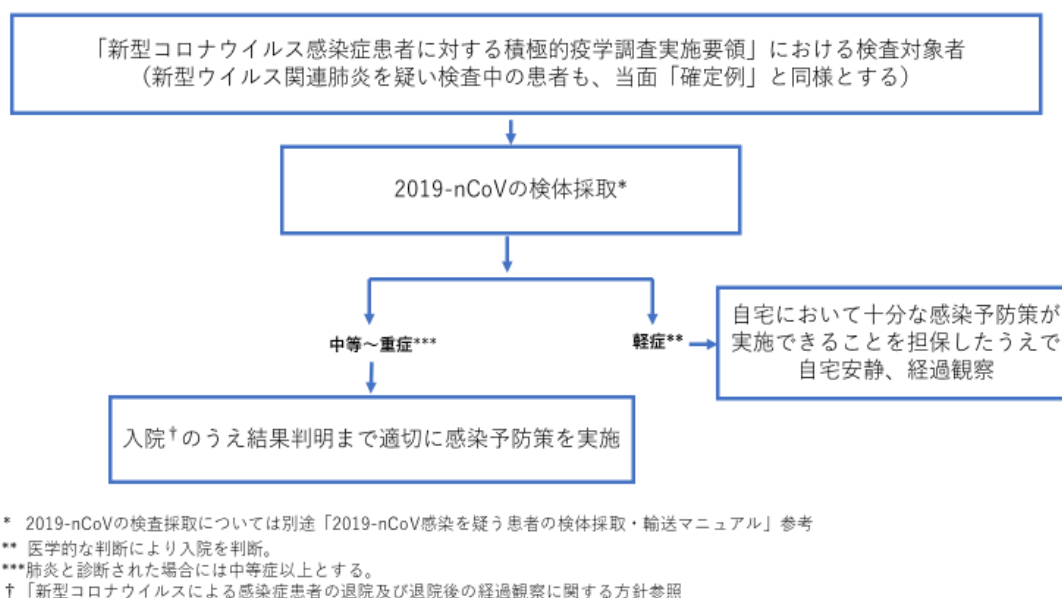 「新型コロナウイルス感染症患者に対する積極的疫学調査実施要領」における検査対象者
（新型ウイルス関連肺炎を疑い検査中の患者も、当面「確定例」と同様とする）
2019-nCoVの検体採取*
中等～重症***
軽症**
自宅において十分な感染予防策が
実施できることを担保したうえで
自宅安静、経過観察
入院†のうえ結果判明まで適切に感染予防策を実施
* 2019-nCoVの検査採取については別途「2019-nCoV感染を疑う患者の検体採取・輸送マニュアル」参考
** 医学的な判断により入院を判断。
***肺炎と診断された場合には中等症以上とする。
†「新型コロナウイルスによる感染症患者の退院及び退院後の経過観察に関する方針参照